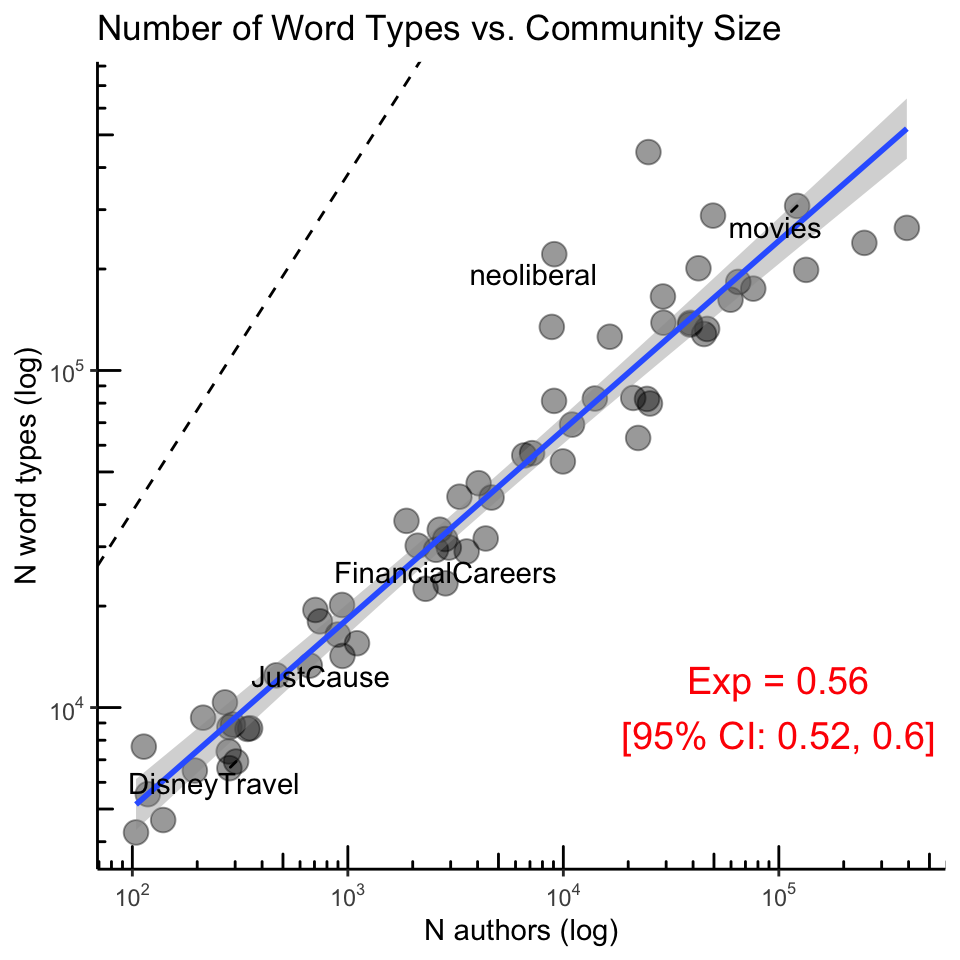 Number of Word Types vs. Community Size
N word types (log)
10⁵
10⁴
movies
neoliberal
FinancialCareers
JustCause
DisneyTravel
Exp = 0.56
[95% CI: 0.52, 0.6]
10² 10³ 10⁴ 10⁵
N authors (log)